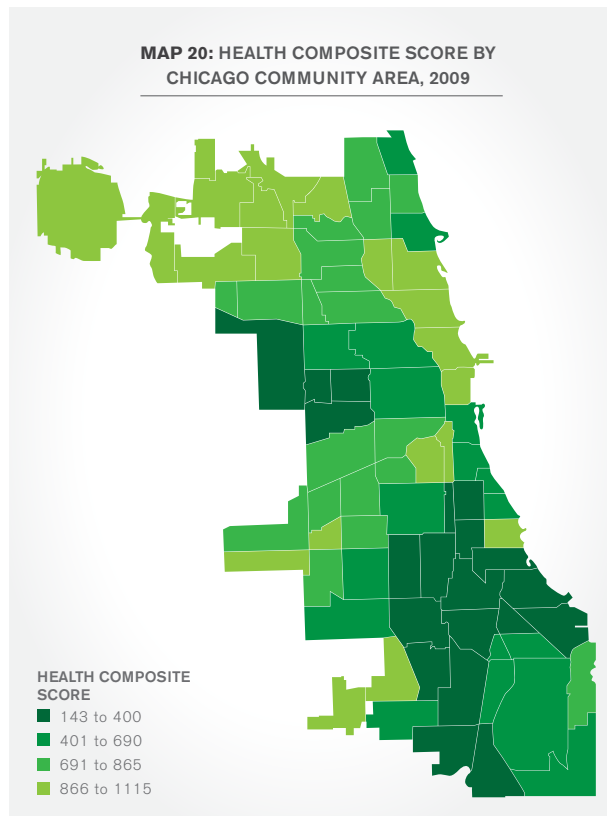 MAP 20: HEALTH COMPOSITE SCORE BY
CHICAGO COMMUNITY AREA, 2009
HEALTH COMPOSITE
SCORE
143 to 400
401 to 690
691 to 865
866 to 1115